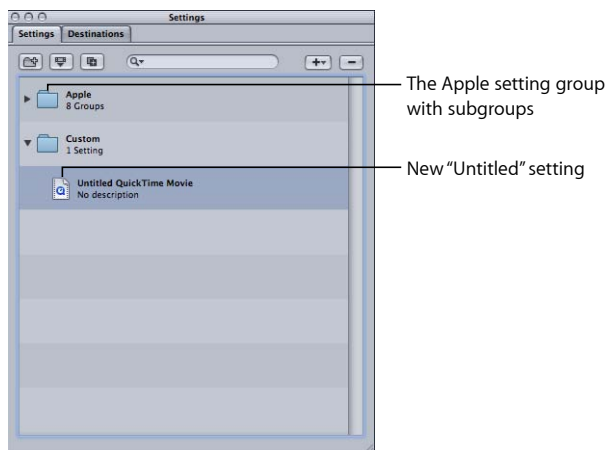 Settings
Settings
Destinations
Apple
8 Groups
Custom
1 Setting
Untitled QuickTime Movie
No description
The Apple setting group
with subgroups
New “Untitled” setting